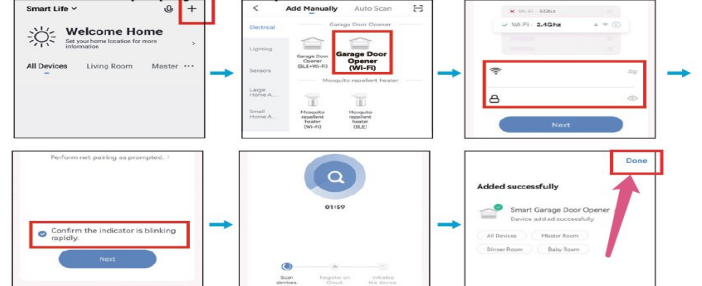 Smart Life
Welcome Home
Set your home location for more
information
All Devices Living Room Master ...
Add Manually Auto Scan
Electrical
Garage Door Opener
Lighting
Garage Door
Opener
(BLE+Wi-Fi)
Garage Door
Opener
(Wi-Fi)
Sensors
Mosquito repellent heater
Large
Home A...
Small
Home A...
Mosquito
repellent
heater
(Wi-Fi)
Mosquito
repellent
heater
(BLE)
Wi-Fi - 5Ghz
Wi-Fi - 2.4Ghz
Next
Perform net pairing as prompted.
Confirm the indicator is blinking
rapidly.
Next
01:59
Scan
devices
Register on
Cloud
Initialize
the device
Done
Added successfully
Smart Garage Door Opener
Device added successfully
All Devices Master Room
Dinner Room Baby Room